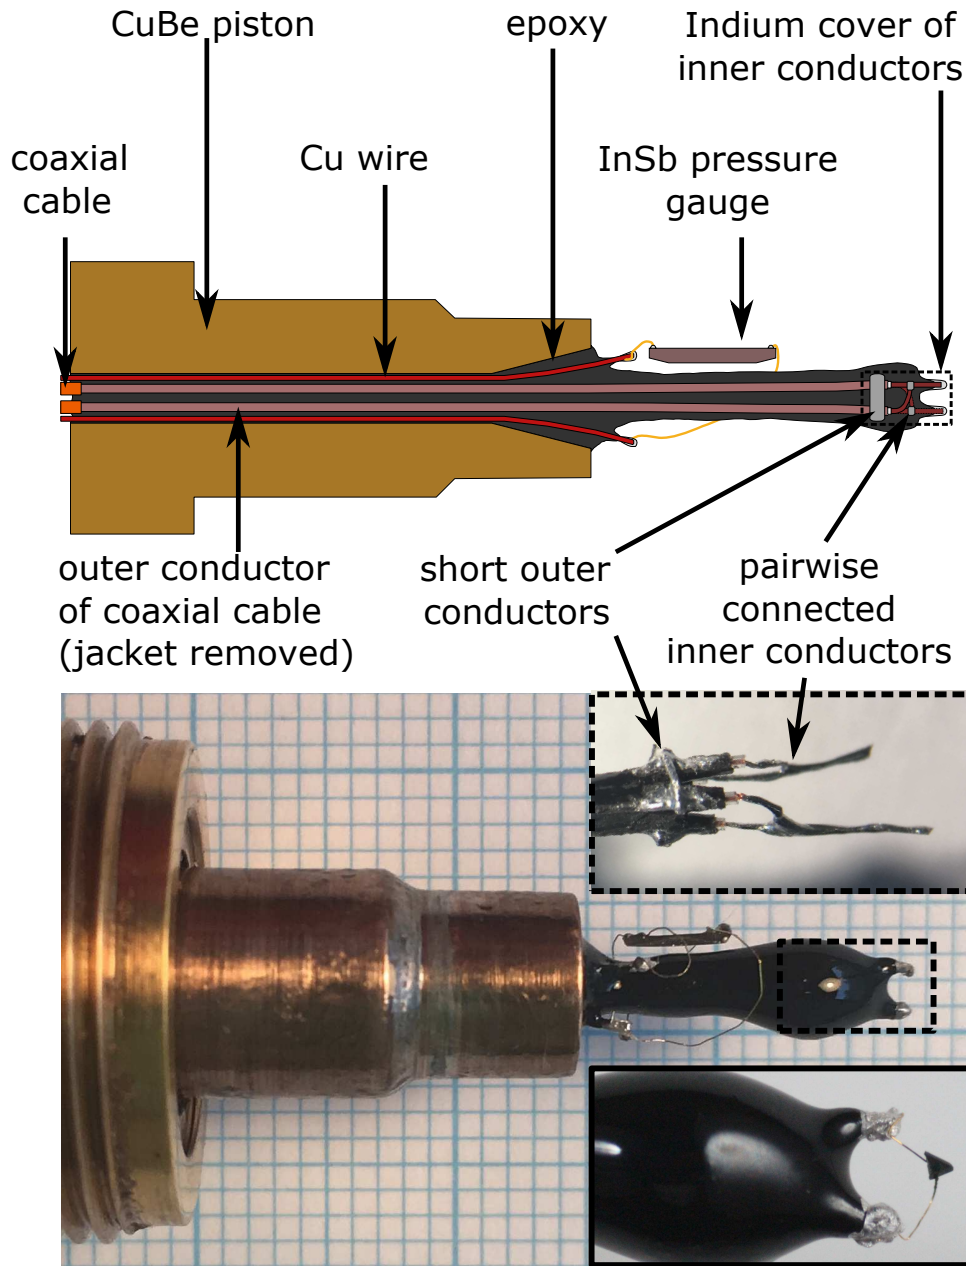 CuBe piston
epoxy
Indium cover of
inner conductors
coaxial
cable
Cu wire
InSb pressure
gauge
outer conductor
of coaxial cable
(jacket removed)
short outer
conductors
pairwise
connected
inner conductors